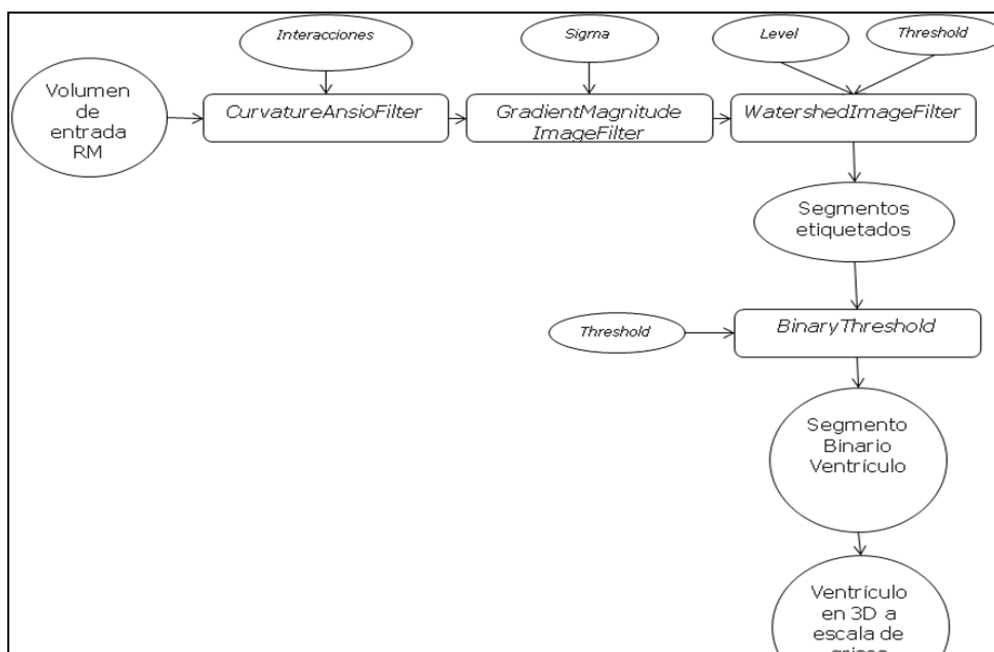 Interacciones
Sigma
Level
Threshold
Volumen
de
entrada
RM
CurvatureAnsioFilter
GradientMagnitude
ImageFilter
WatershedImageFilter
Segmentos
etiquetados
Threshold
BinaryThreshold
Segmento
Binario
Ventrículo
Ventrículo
en 3D a
escala de